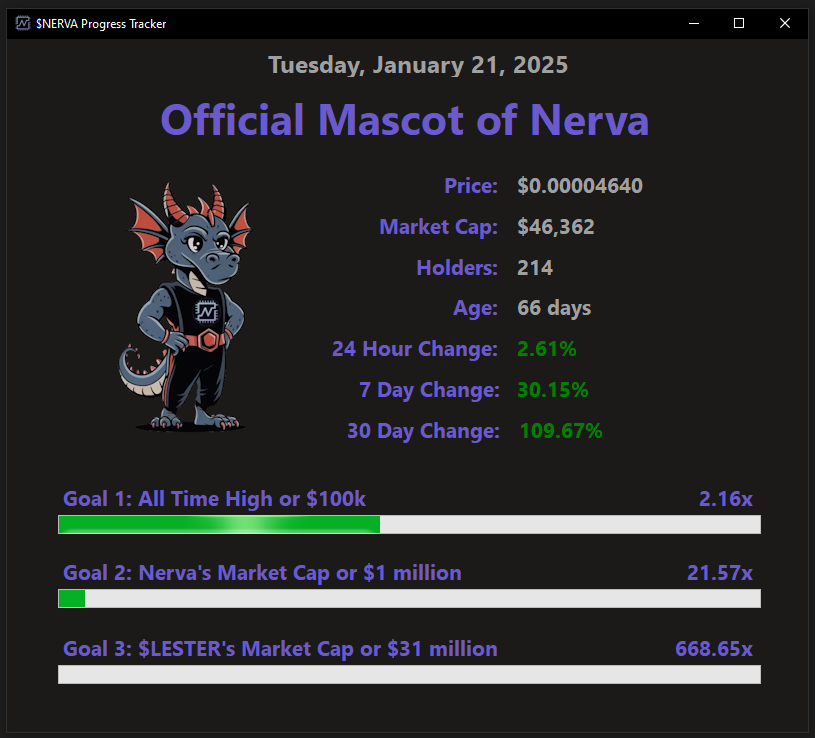 $NERVA Progress Tracker
Tuesday, January 21, 2025
Official Mascot of Nerva
Price: $0.00004640
Market Cap: $46,362
Holders: 214
Age: 66 days
24 Hour Change: 2.61%
7 Day Change: 30.15%
30 Day Change: 109.67%
Goal 1: All Time High or $100k 2.16x
Goal 2: Nerva's Market Cap or $1 million 21.57x
Goal 3: $LESTER's Market Cap or $31 million 668.65x